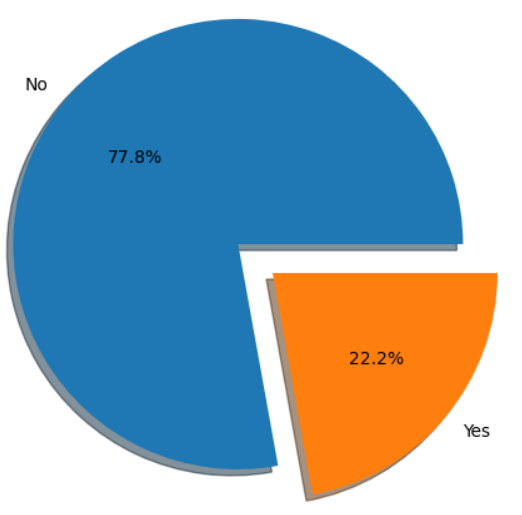 No
77.8%
22.2%
Yes